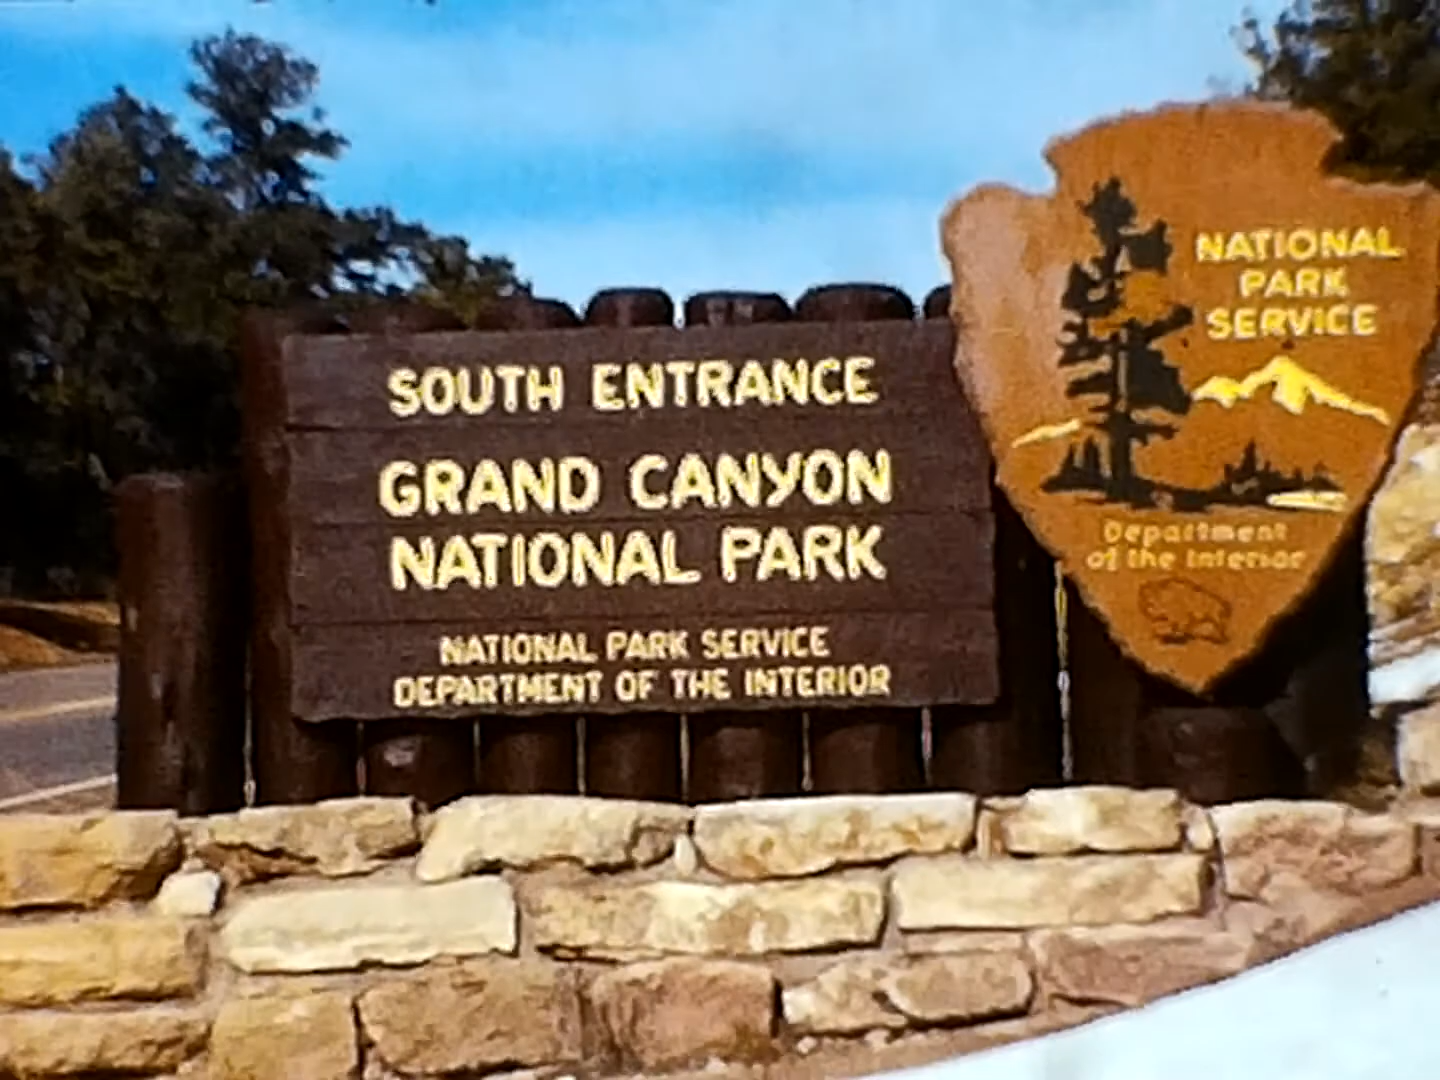 SOUTH ENTRANCE
GRAND CANYON
NATIONAL PARK
NATIONAL PARK SERVICE
DEPARTMENT OF THE INTERIOR
NATIONAL
PARK
SERVICE
Department
of the Interior